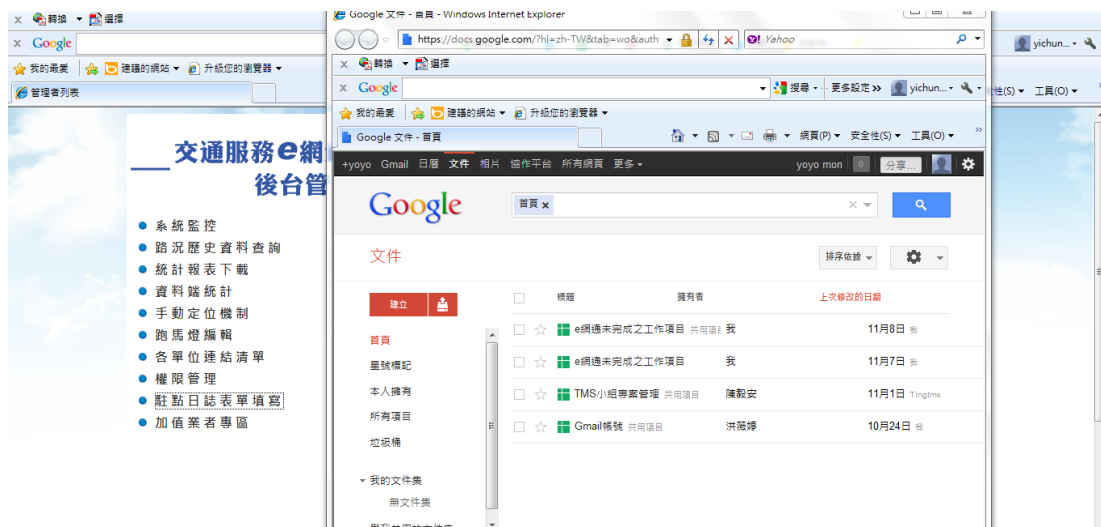 x 轉換 ▼ 選擇
x Google
我的最愛 建議的網站 ▼ 升級您的瀏覽器 ▼
管理者列表
交通服務e網
後台管
系統監控
路況歷史資料查詢
統計報表下載
資料端統計
手動定位機制
跑馬燈編輯
各單位連結清單
權限管理
駐點日誌表單填寫
加值業者專區
Google 文件 - 首頁 - Windows Internet Explorer
https://docs.google.com/?hl=zh-TW&tab=wo&auth Yahoo
x 轉換 ▼ 選擇
x Google 搜尋 更多設定 >> yichun...
我的最愛 建議的網站 ▼ 升級您的瀏覽器 ▼
Google 文件 - 首頁 網頁(P) 安全性(S) 工具(O) »
+yoyo Gmail 日曆 文件 相片 協作平台 所有網頁 更多 yoyo mon 0 分享...
Google 首頁 x
文件 排序依據
建立
標題 擁有者 上次修改的日期
e網通未完成之工作項目 共用項目 我 11月8日 我
e網通未完成之工作項目 我 11月7日 我
TMS小組專案管理 共用項目 陳毅安 11月1日 Tingtms
Gmail帳號 共用項目 洪薇婷 10月24日 我
首頁
星號標記
本人擁有
所有項目
垃圾桶
我的文件集
無文件集
yichun...
性(S) 工具(O)